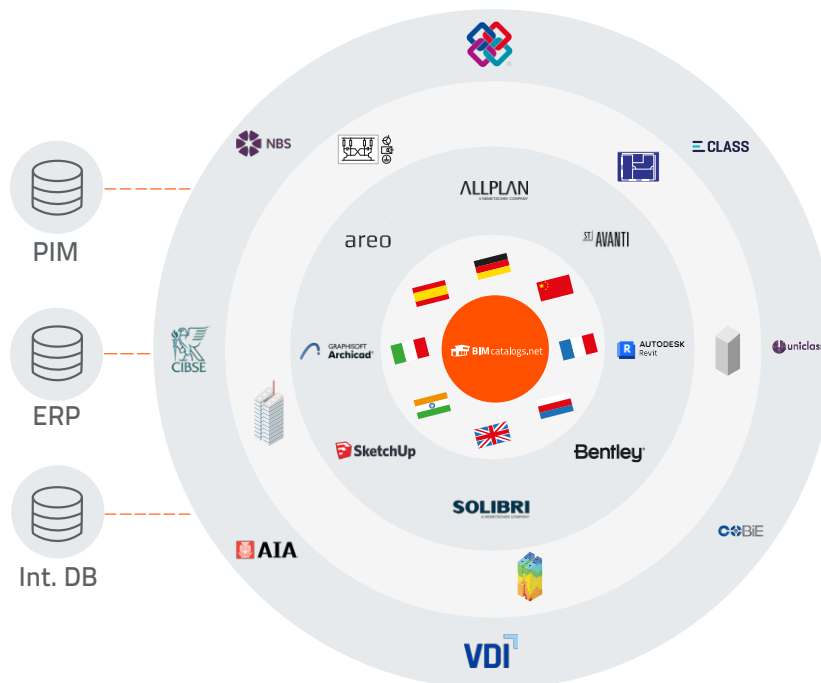 NBS
CLASS
ALLPLAN
A NEMETSCHEK COMPANY
areo
ST AVANTI
PIM
GRAPHISOFT
Archicad
BIMcatalogs.net
R AUTODESK
Revit
uniclass
CIBSE
ERP
SketchUp
Bentley
SOLIBRI
A NEMETSCHEK COMPANY
COBiE
AIA
Int. DB
VDI